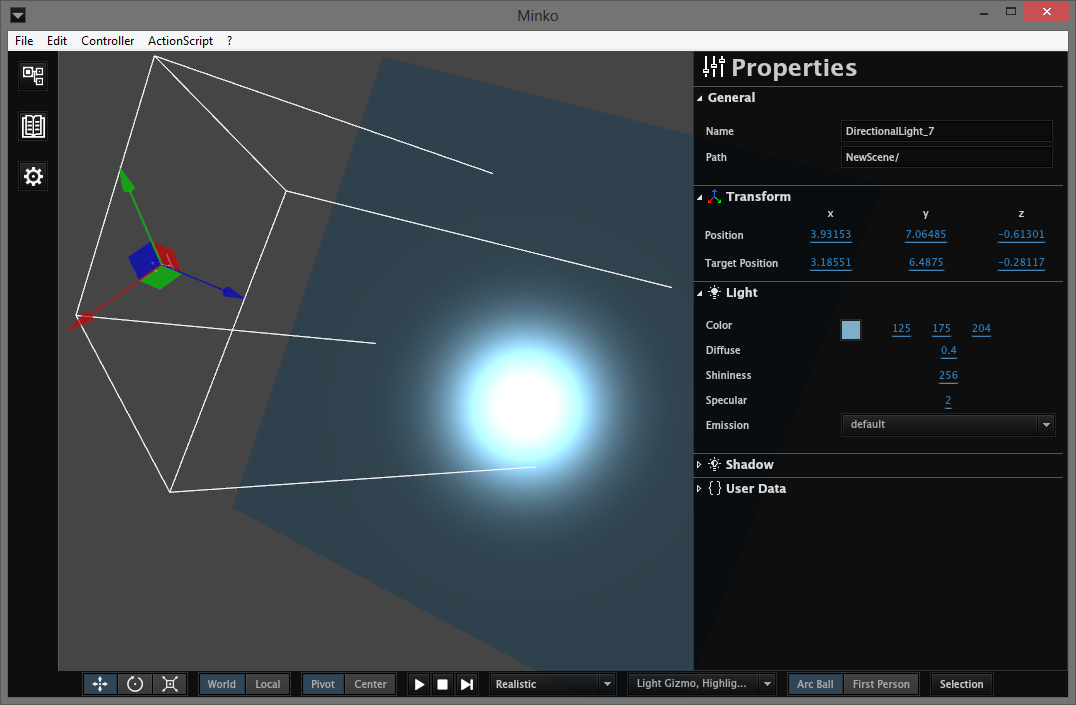 Minko
File Edit Controller ActionScript ?
Properties
General
Name DirectionalLight_7
Path NewScene/
Transform
x y z
Position 3.93153 7.06485 -0.61301
Target Position 3.18551 6.4875 -0.28117
Light
Color 125 175 204
Diffuse 0.4
Shininess 256
Specular 2
Emission default
Shadow
{ } User Data
World Local Pivot Center Realistic Light Gizmo, Highlig... Arc Ball First Person Selection